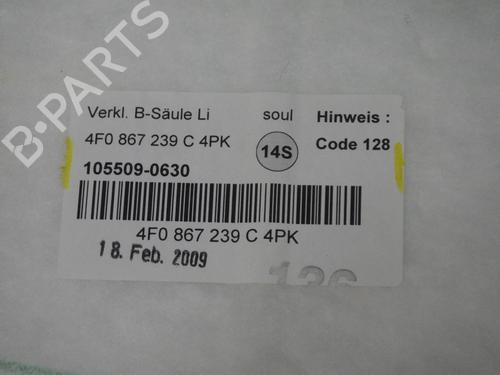 B-PARTS
Verkl. B-Säule Li soul Hinweis :
4F0 867 239 C 4PK 14S Code 128
105509-0630
4F0 867 239 C 4PK
18. Feb. 2009
136